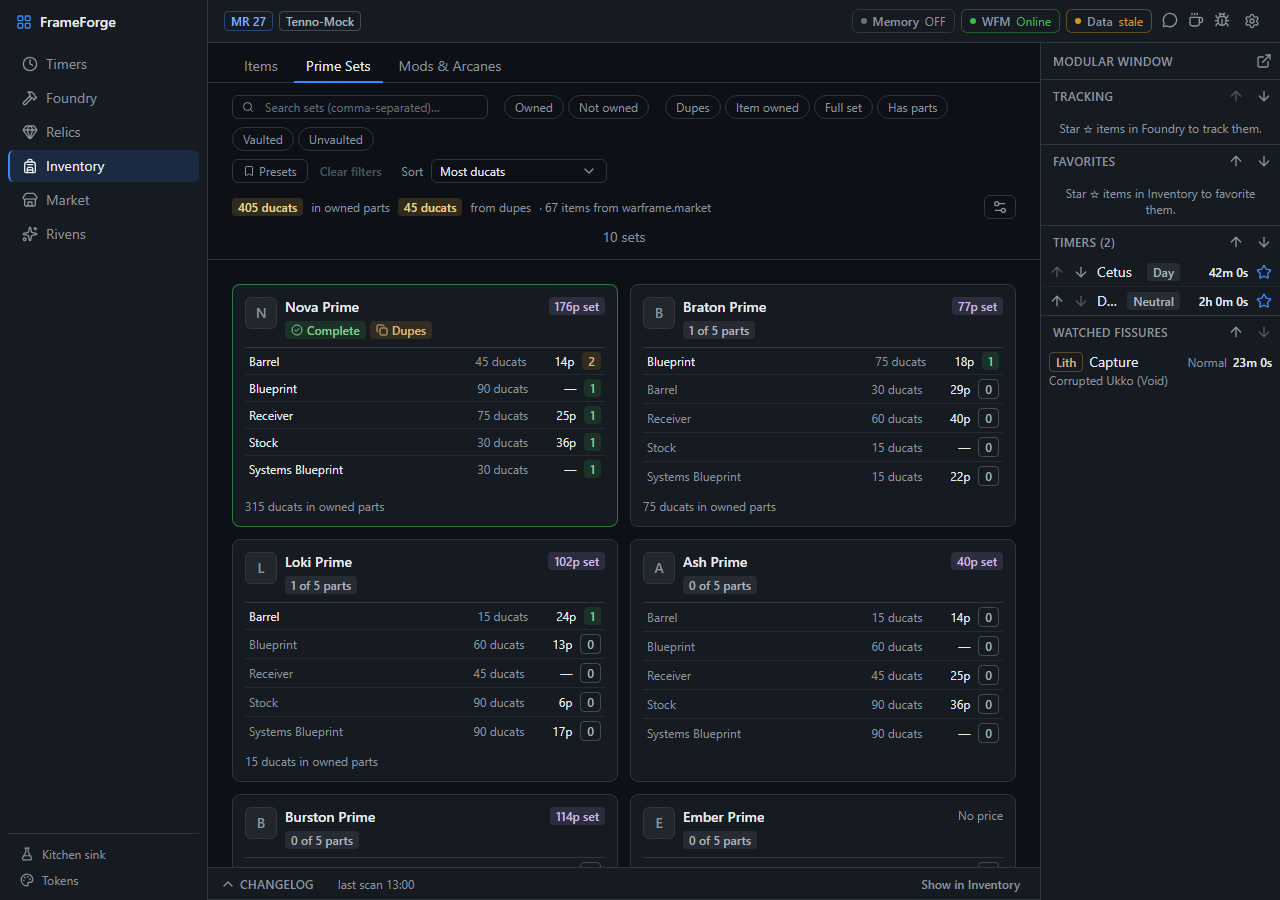 FrameForge
MR 27
Tenno-Mock
Memory OFF
WFM Online
Data stale
Timers
Foundry
Relics
Inventory
Market
Rivens
Kitchen sink
Tokens
Items
Prime Sets
Mods & Arcanes
Search sets (comma-separated)...
Owned
Not owned
Dupes
Item owned
Full set
Has parts
Vaulted
Unvaulted
Presets
Clear filters
Sort
Most ducats
405 ducats in owned parts 45 ducats from dupes · 67 items from warframe.market
10 sets
N
Nova Prime
176p set
Complete
Dupes
Barrel 45 ducats 14p 2
Blueprint 90 ducats — 1
Receiver 75 ducats 25p 1
Stock 30 ducats 36p 1
Systems Blueprint 30 ducats — 1
315 ducats in owned parts
B
Braton Prime
77p set
1 of 5 parts
Blueprint 75 ducats 18p 1
Barrel 30 ducats 29p 0
Receiver 60 ducats 40p 0
Stock 15 ducats — 0
Systems Blueprint 15 ducats 22p 0
75 ducats in owned parts
L
Loki Prime
102p set
1 of 5 parts
Barrel 15 ducats 24p 1
Blueprint 60 ducats 13p 0
Receiver 45 ducats — 0
Stock 90 ducats 6p 0
Systems Blueprint 90 ducats 17p 0
15 ducats in owned parts
A
Ash Prime
40p set
0 of 5 parts
Barrel 15 ducats 14p 0
Blueprint 60 ducats — 0
Receiver 45 ducats 25p 0
Stock 90 ducats 36p 0
Systems Blueprint 90 ducats — 0
B
Burston Prime
114p set
0 of 5 parts
E
Ember Prime
No price
0 of 5 parts
CHANGELOG
last scan 13:00
Show in Inventory
MODULAR WINDOW
TRACKING
Star ☆ items in Foundry to track them.
FAVORITES
Star ☆ items in Inventory to favorite
them.
TIMERS (2)
Cetus Day 42m 0s
D... Neutral 2h 0m 0s
WATCHED FISSURES
Lith Capture Normal 23m 0s
Corrupted Ukko (Void)